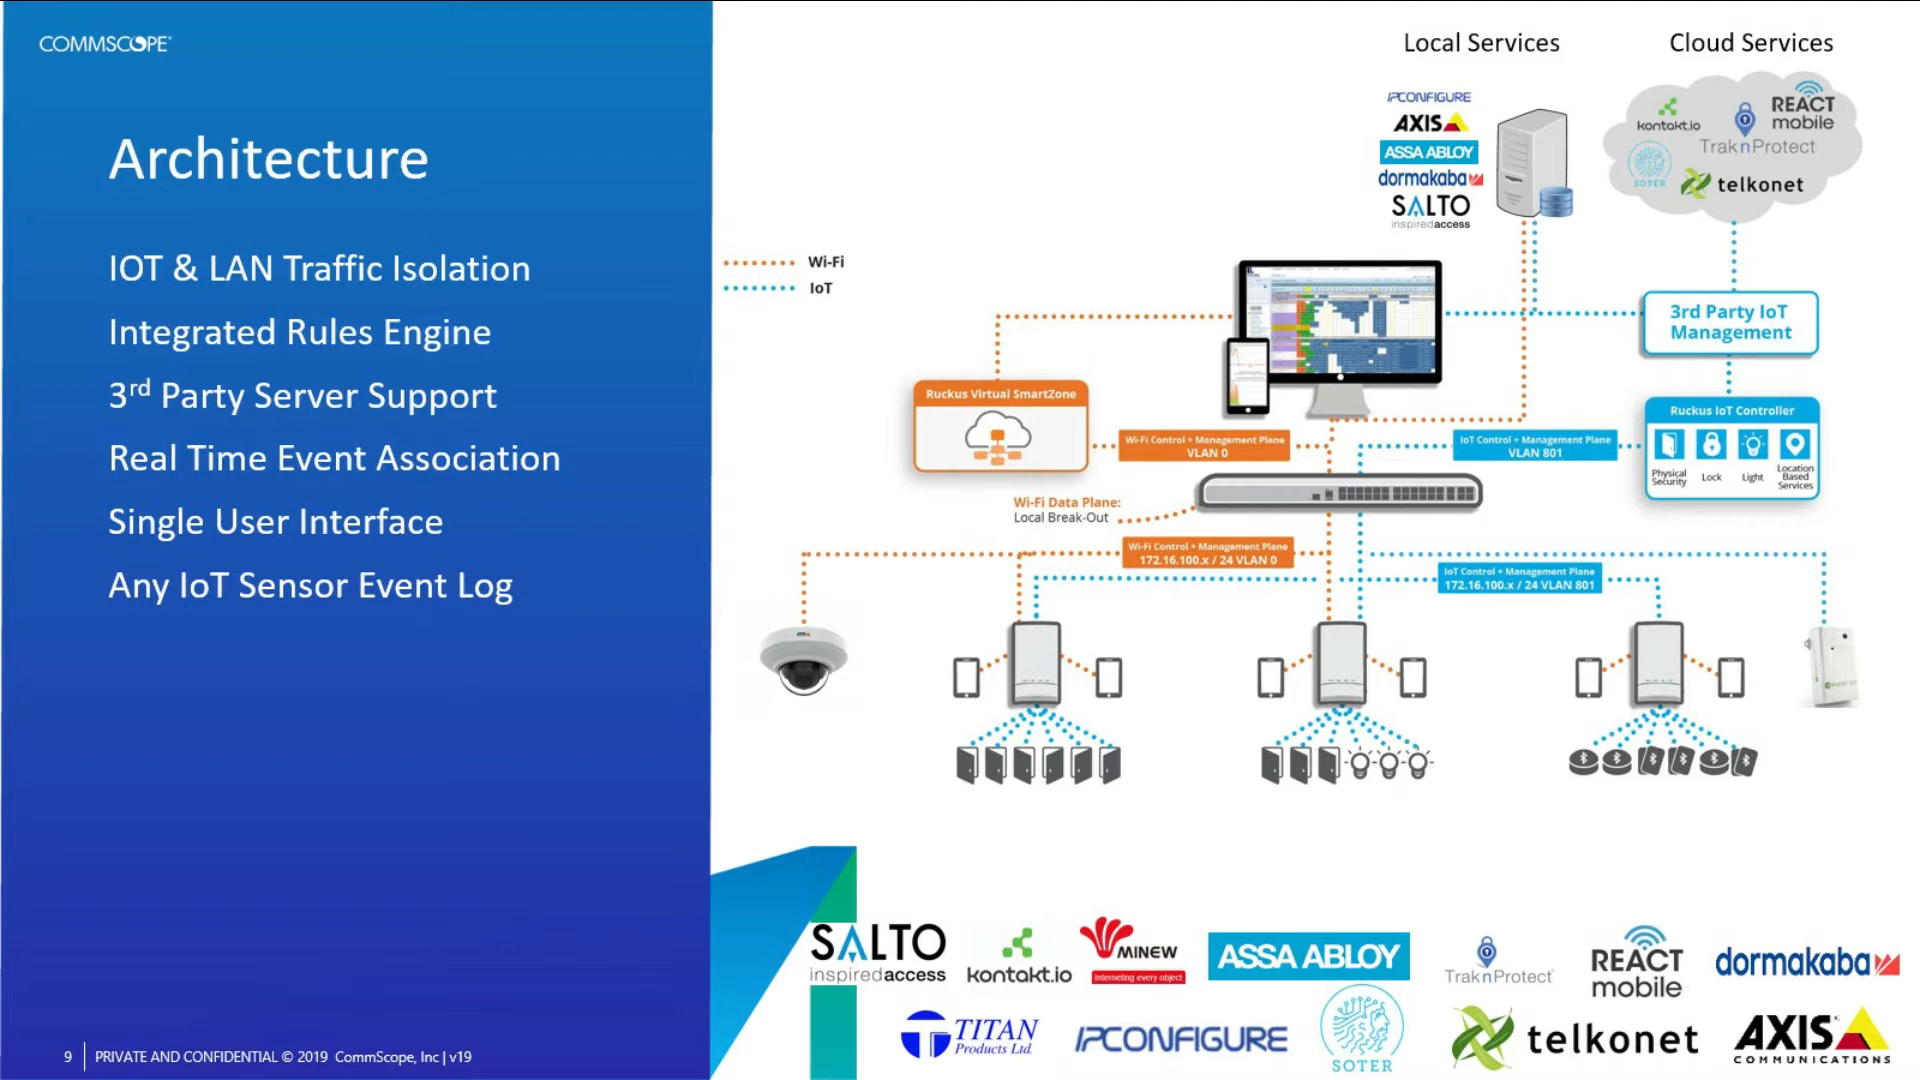 COMMSCOPE®
Architecture
IOT & LAN Traffic Isolation
Integrated Rules Engine
3rd Party Server Support
Real Time Event Association
Single User Interface
Any IoT Sensor Event Log
9 | PRIVATE AND CONFIDENTIAL © 2019 CommScope, Inc | v19
Local Services
Cloud Services
IPCONFIGURE
AXIS
ASSA ABLOY
dormakaba
SALTO
inspiredaccess
kontakt.io
REACT
mobile
TraknProtect
SOTER
telkonet
Wi-Fi
IoT
3rd Party IoT
Management
Ruckus Virtual SmartZone
Ruckus IoT Controller
Physical
Security
Lock
Light
Location
Based
Services
Wi-Fi Control + Management Plane
VLAN 0
IoT Control + Management Plane
VLAN 801
Wi-Fi Data Plane:
Local Break-Out
Wi-Fi Control + Management Plane
172.16.100.x / 24 VLAN 0
IoT Control + Management Plane
172.16.100.x / 24 VLAN 801
SALTO
inspiredaccess
kontakt.io
MINEW
Interneting every object
ASSA ABLOY
TraknProtect
REACT
mobile
dormakaba
TITAN
Products Ltd.
IPCONFIGURE
SOTER
telkonet
AXIS
COMMUNICATIONS